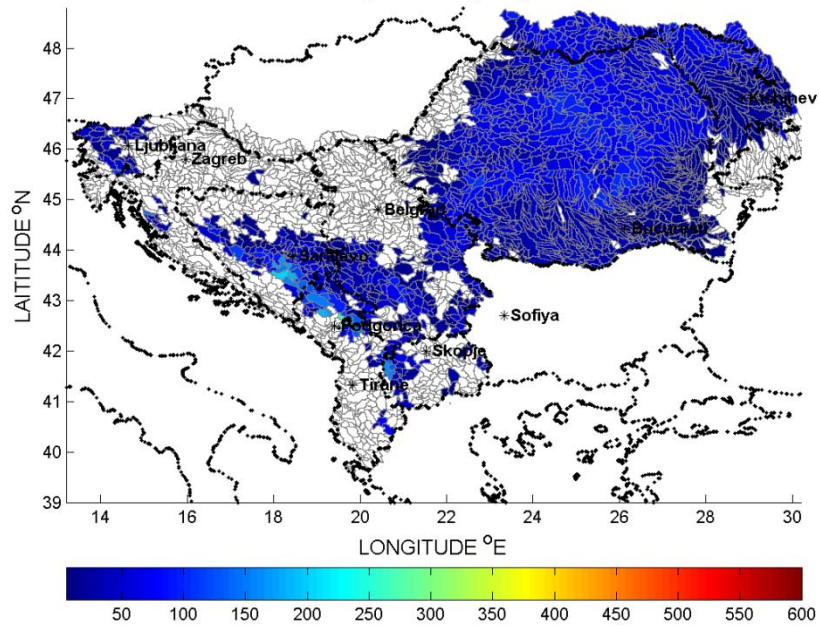 48
47
46
45
44
43
42
41
40
39
LAITITUDE °N
Kishinev
*Ljubljana
*Zagreb
*Belgrad
*Bucuresti
*Sarajevo
*Sofiya
*Podgorica
*Skopje
*Tirane
14 16 18 20 22 24 26 28 30
LONGITUDE °E
50 100 150 200 250 300 350 400 450 500 550 600